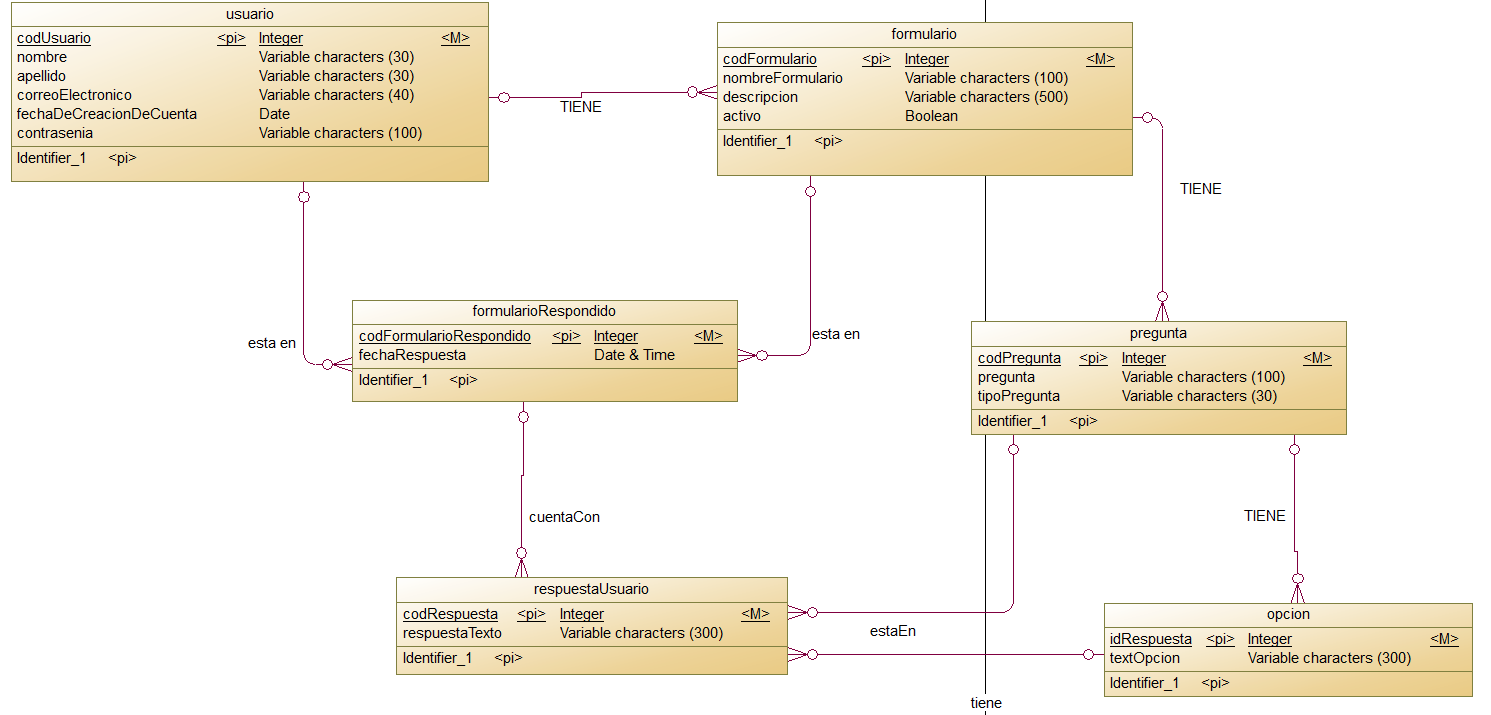 usuario
codUsuario <pi> Integer <M>
nombre Variable characters (30)
apellido Variable characters (30)
correoElectronico Variable characters (40)
fechaDeCreacionDeCuenta Date
contrasenia Variable characters (100)
Identifier_1 <pi>
TIENE
formulario
codFormulario <pi> Integer <M>
nombreFormulario Variable characters (100)
descripcion Variable characters (500)
activo Boolean
Identifier_1 <pi>
TIENE
esta en
formularioRespondido
codFormularioRespondido <pi> Integer <M>
fechaRespuesta Date & Time
Identifier_1 <pi>
esta en
pregunta
codPregunta <pi> Integer <M>
pregunta Variable characters (100)
tipoPregunta Variable characters (30)
Identifier_1 <pi>
cuentaCon
TIENE
respuestaUsuario
codRespuesta <pi> Integer <M>
respuestaTexto Variable characters (300)
Identifier_1 <pi>
estaEn
opcion
idRespuesta <pi> Integer <M>
textOpcion Variable characters (300)
Identifier_1 <pi>
tiene